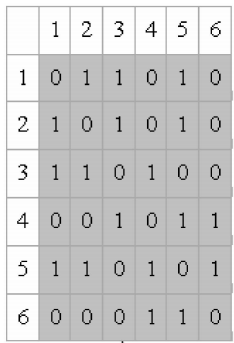 1 2 3 4 5 6
1 0 1 1 0 1 0
2 1 0 1 0 1 0
3 1 1 0 1 0 0
4 0 0 1 0 1 1
5 1 1 0 1 0 1
6 0 0 0 1 1 0